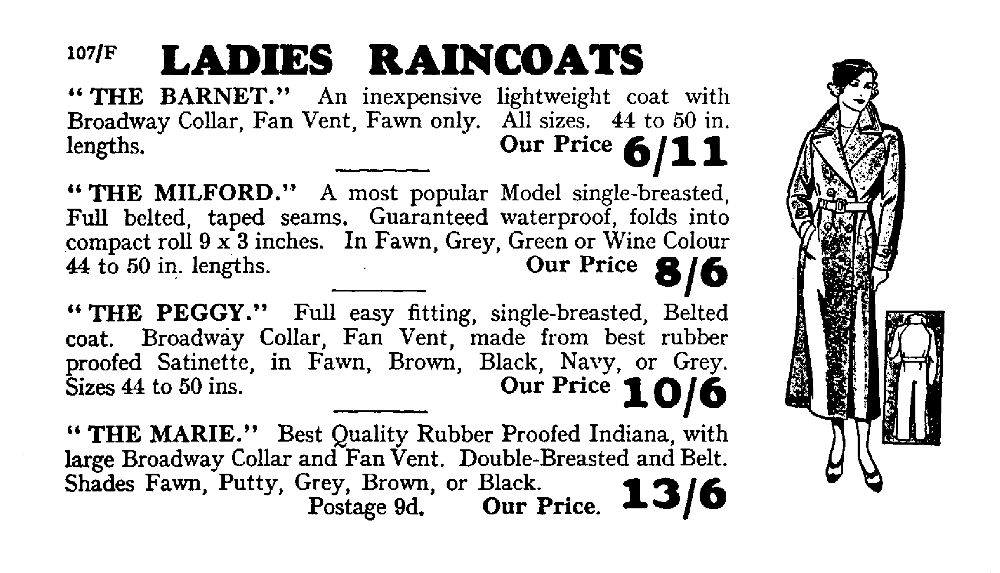 107/F LADIES RAINCOATS
“THE BARNET.” An inexpensive lightweight coat with
Broadway Collar, Fan Vent, Fawn only. All sizes. 44 to 50 in.
lengths. Our Price 6/11
“THE MILFORD.” A most popular Model single-breasted,
Full belted, taped seams. Guaranteed waterproof, folds into
compact roll 9 x 3 inches. In Fawn, Grey, Green or Wine Colour
44 to 50 in. lengths. Our Price 8/6
“THE PEGGY.” Full easy fitting, single-breasted, Belted
coat. Broadway Collar, Fan Vent, made from best rubber
proofed Satinette, in Fawn, Brown, Black, Navy, or Grey.
Sizes 44 to 50 ins. Our Price 10/6
“THE MARIE.” Best Quality Rubber Proofed Indiana, with
large Broadway Collar and Fan Vent. Double-Breasted and Belt.
Shades Fawn, Putty, Grey, Brown, or Black.
Postage 9d. Our Price. 13/6